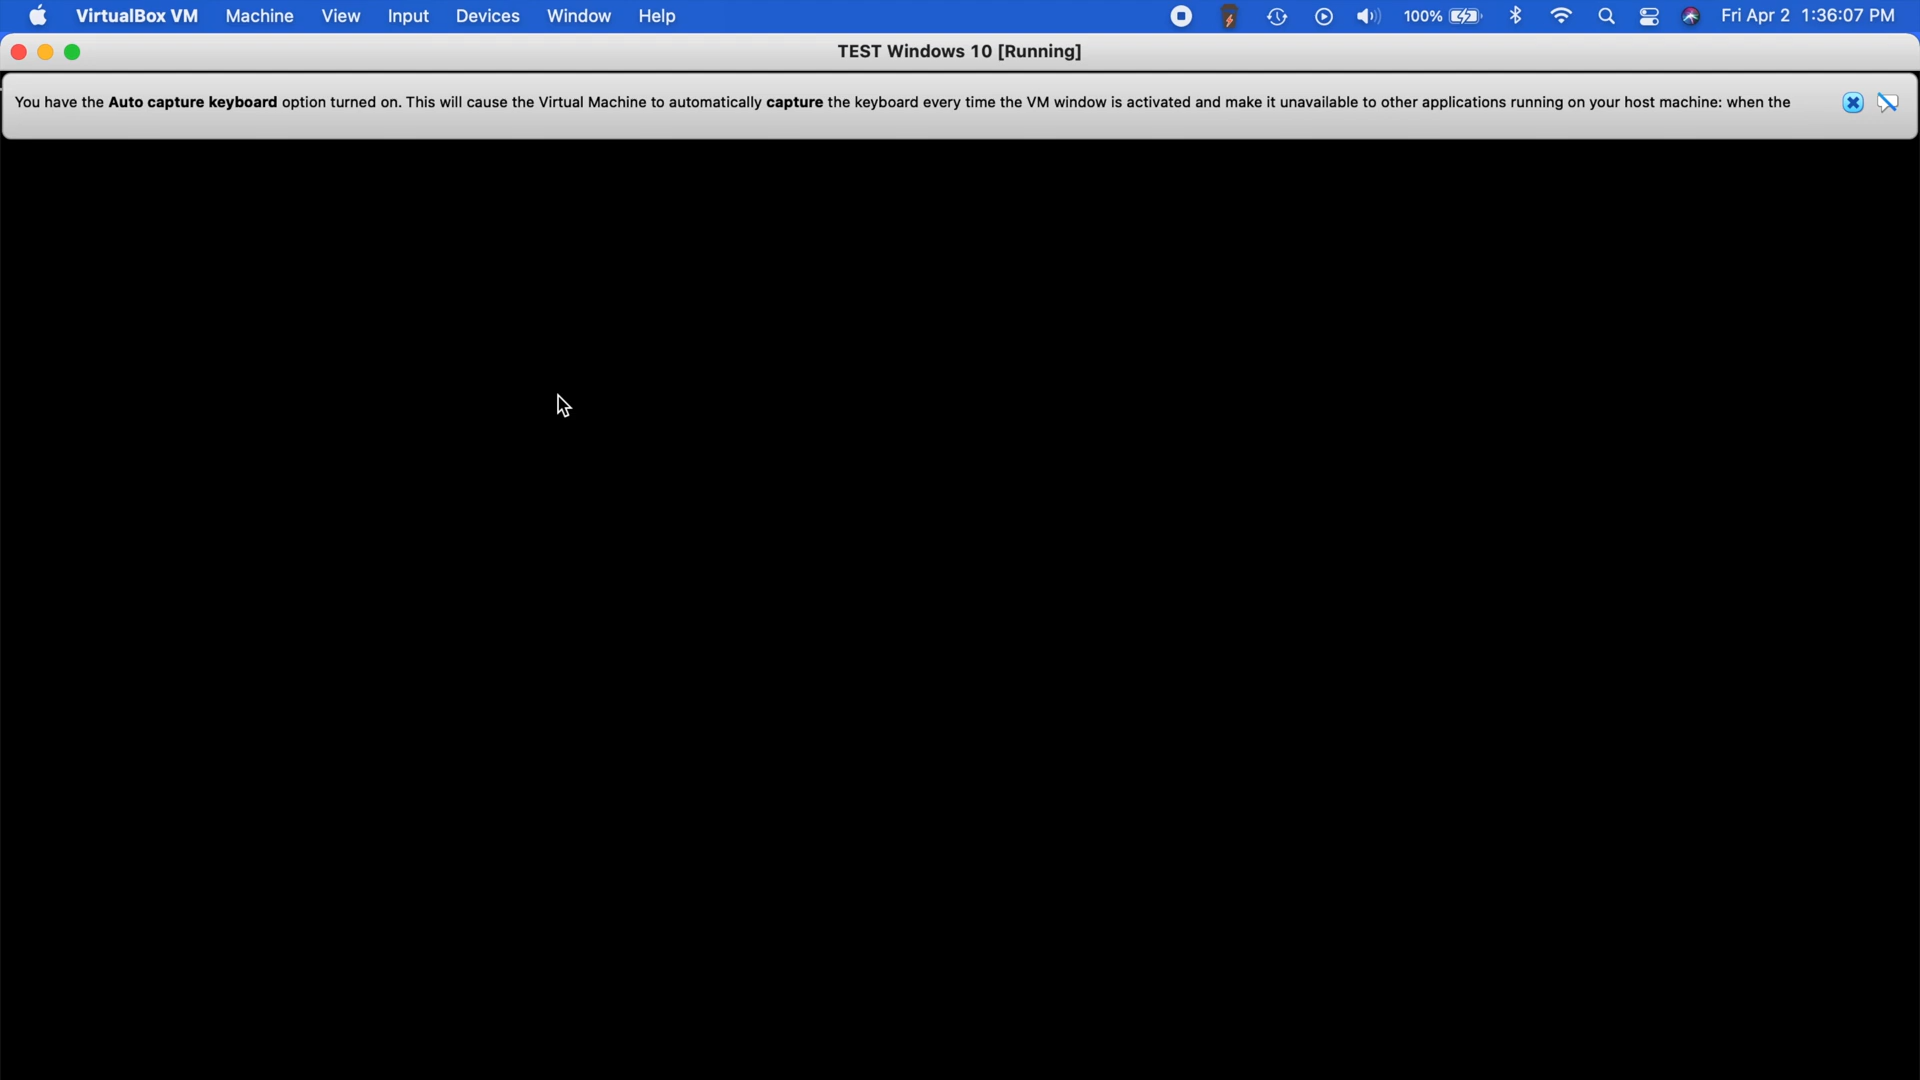 VirtualBox VM Machine View Input Devices Window Help 100% Fri Apr 2 1:36:07 PM
TEST Windows 10 [Running]
You have the Auto capture keyboard option turned on. This will cause the Virtual Machine to automatically capture the keyboard every time the VM window is activated and make it unavailable to other applications running on your host machine: when the